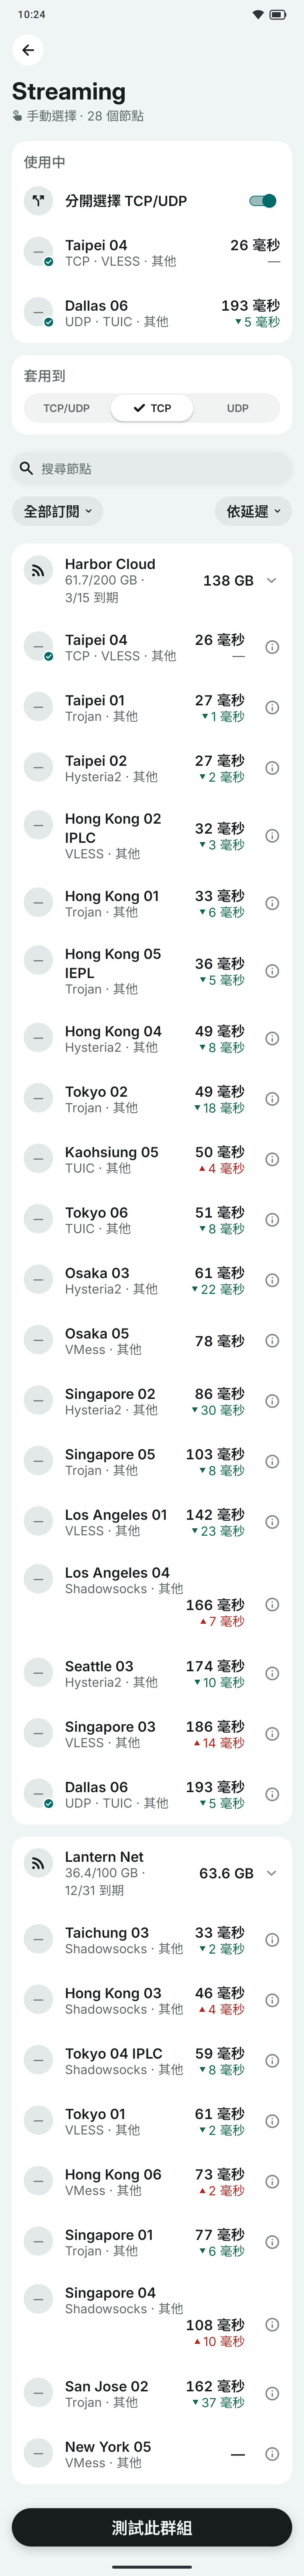 10:24
Streaming
手動選擇 · 28 個節點
使用中
分開選擇 TCP/UDP
Taipei 04
26 毫秒
TCP · VLESS · 其他
—
Dallas 06
193 毫秒
UDP · TUIC · 其他
▼5 毫秒
套用到
TCP/UDP
TCP
UDP
搜尋節點
全部訂閱
依延遲
Harbor Cloud
61.7/200 GB ·
3/15 到期
138 GB
Taipei 04
26 毫秒
TCP · VLESS · 其他
—
Taipei 01
27 毫秒
Trojan · 其他
▼1 毫秒
Taipei 02
27 毫秒
Hysteria2 · 其他
▼2 毫秒
Hong Kong 02
IPLC
32 毫秒
VLESS · 其他
▼3 毫秒
Hong Kong 01
33 毫秒
Trojan · 其他
▼6 毫秒
Hong Kong 05
IEPL
36 毫秒
Trojan · 其他
▼5 毫秒
Hong Kong 04
49 毫秒
Hysteria2 · 其他
▼8 毫秒
Tokyo 02
49 毫秒
Trojan · 其他
▼18 毫秒
Kaohsiung 05
50 毫秒
TUIC · 其他
▲4 毫秒
Tokyo 06
51 毫秒
TUIC · 其他
▼8 毫秒
Osaka 03
61 毫秒
Hysteria2 · 其他
▼22 毫秒
Osaka 05
78 毫秒
VMess · 其他
Singapore 02
86 毫秒
Hysteria2 · 其他
▼30 毫秒
Singapore 05
103 毫秒
Trojan · 其他
▼8 毫秒
Los Angeles 01
142 毫秒
VLESS · 其他
▼23 毫秒
Los Angeles 04
Shadowsocks · 其他
166 毫秒
▲7 毫秒
Seattle 03
174 毫秒
Hysteria2 · 其他
▼10 毫秒
Singapore 03
186 毫秒
VLESS · 其他
▲14 毫秒
Dallas 06
193 毫秒
UDP · TUIC · 其他
▼5 毫秒
Lantern Net
36.4/100 GB ·
12/31 到期
63.6 GB
Taichung 03
33 毫秒
Shadowsocks · 其他
▼2 毫秒
Hong Kong 03
46 毫秒
Shadowsocks · 其他
▲4 毫秒
Tokyo 04 IPLC
59 毫秒
Shadowsocks · 其他
▼8 毫秒
Tokyo 01
61 毫秒
VLESS · 其他
▼2 毫秒
Hong Kong 06
73 毫秒
VMess · 其他
▲2 毫秒
Singapore 01
77 毫秒
Trojan · 其他
▼6 毫秒
Singapore 04
Shadowsocks · 其他
108 毫秒
▲10 毫秒
San Jose 02
162 毫秒
Trojan · 其他
▼37 毫秒
New York 05
—
VMess · 其他
測試此群組